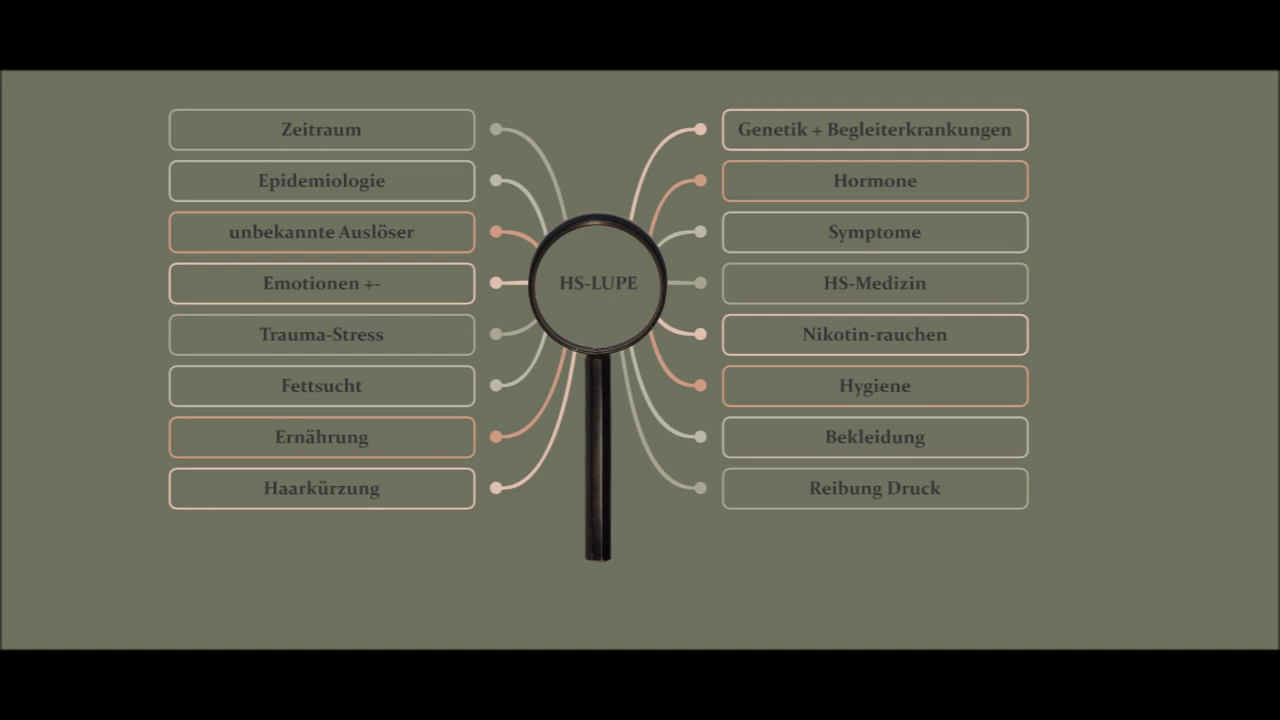 Zeitraum
Epidemiologie
unbekannte Auslöser
Emotionen +-
Trauma-Stress
Fettsucht
Ernährung
Haarkürzung
HS-LUPE
Genetik + Begleiterkrankungen
Hormone
Symptome
HS-Medizin
Nikotin-rauchen
Hygiene
Bekleidung
Reibung Druck